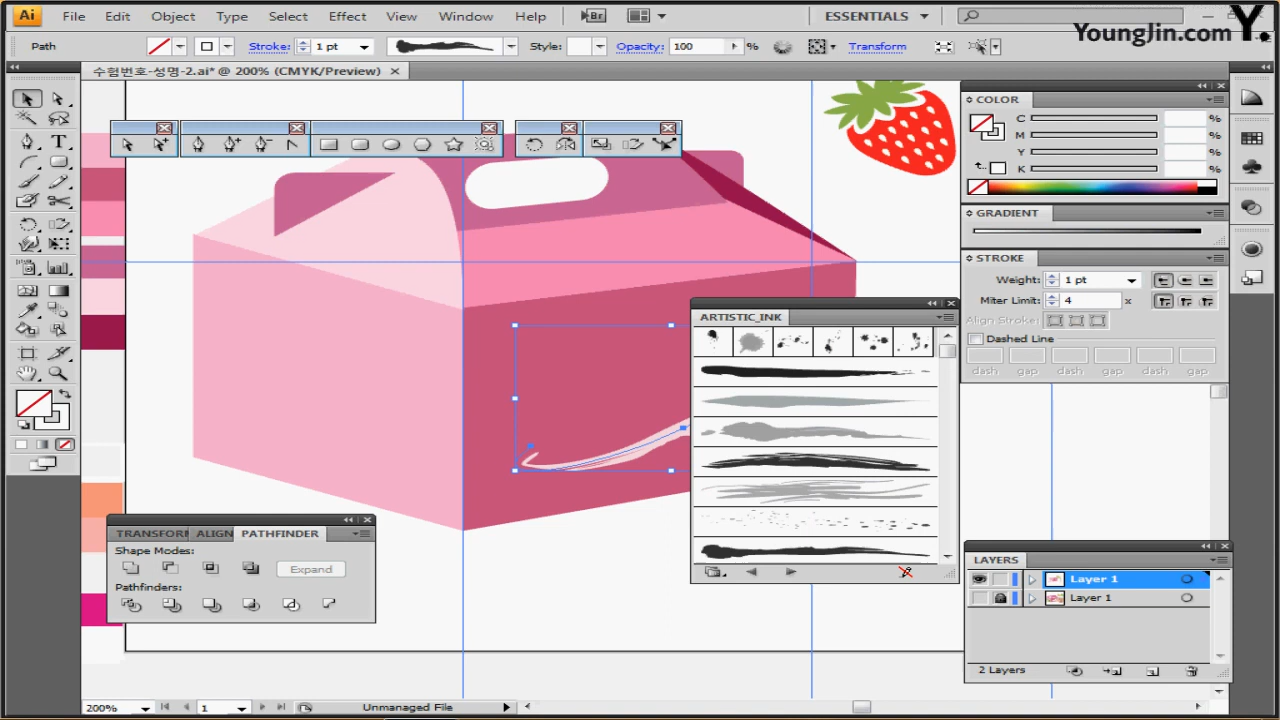 Ai File Edit Object Type Select Effect View Window Help Br ESSENTIALS
YoungJin.com Y.
Path Stroke: 1 pt Style: Opacity: 100 % Transform
수험번호-성명-2.ai* @ 200% (CMYK/Preview)
COLOR
C %
M %
Y %
K %
GRADIENT
STROKE
Weight: 1 pt
Miter Limit: 4 x
Align Stroke:
Dashed Line
dash gap dash gap dash gap
ARTISTIC_INK
TRANSFORM ALIGN PATHFINDER
Shape Modes:
Expand
Pathfinders:
LAYERS
Layer 1
Layer 1
2 Layers
200% 1 Unmanaged File